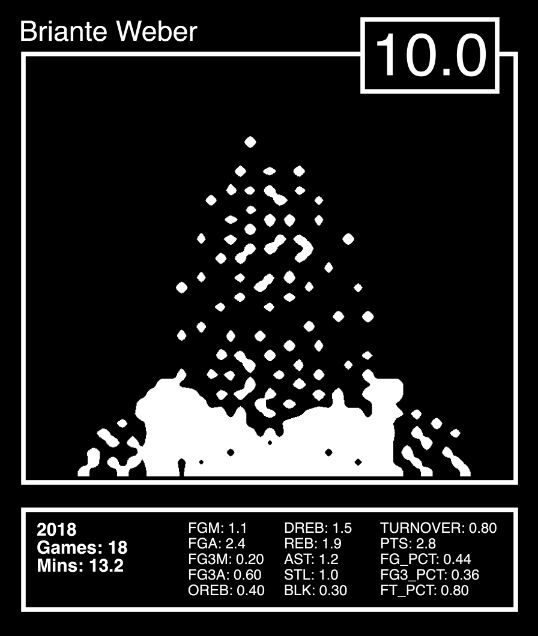 Briante Weber
10.0
2018
Games: 18
Mins: 13.2
FGM: 1.1
FGA: 2.4
FG3M: 0.20
FG3A: 0.60
OREB: 0.40
DREB: 1.5
REB: 1.9
AST: 1.2
STL: 1.0
BLK: 0.30
TURNOVER: 0.80
PTS: 2.8
FG_PCT: 0.44
FG3_PCT: 0.36
FT_PCT: 0.80